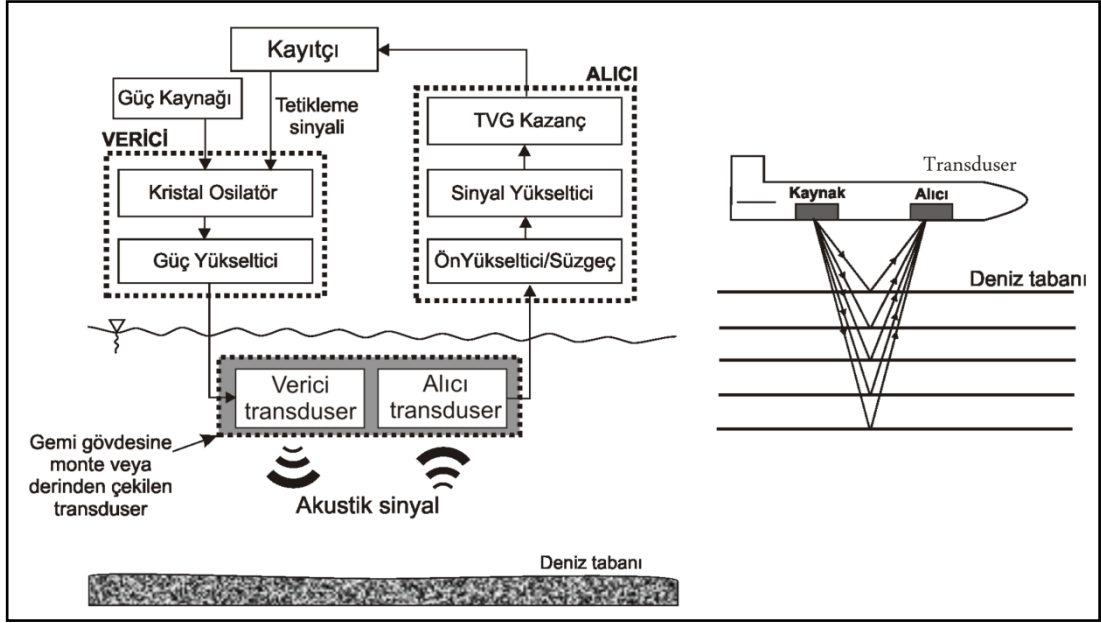 Kayıtçı
Güç Kaynağı
Tetikleme
sinyali
VERİCİ
Kristal Osilatör
Güç Yükseltici
ALICI
TVG Kazanç
Sinyal Yükseltici
ÖnYükseltici/Süzgeç
Verici
transduser
Alıcı
transduser
Gemi gövdesine
monte veya
derinden çekilen
transduser
Akustik sinyal
Deniz tabanı
Transduser
Kaynak
Alıcı
Deniz tabanı